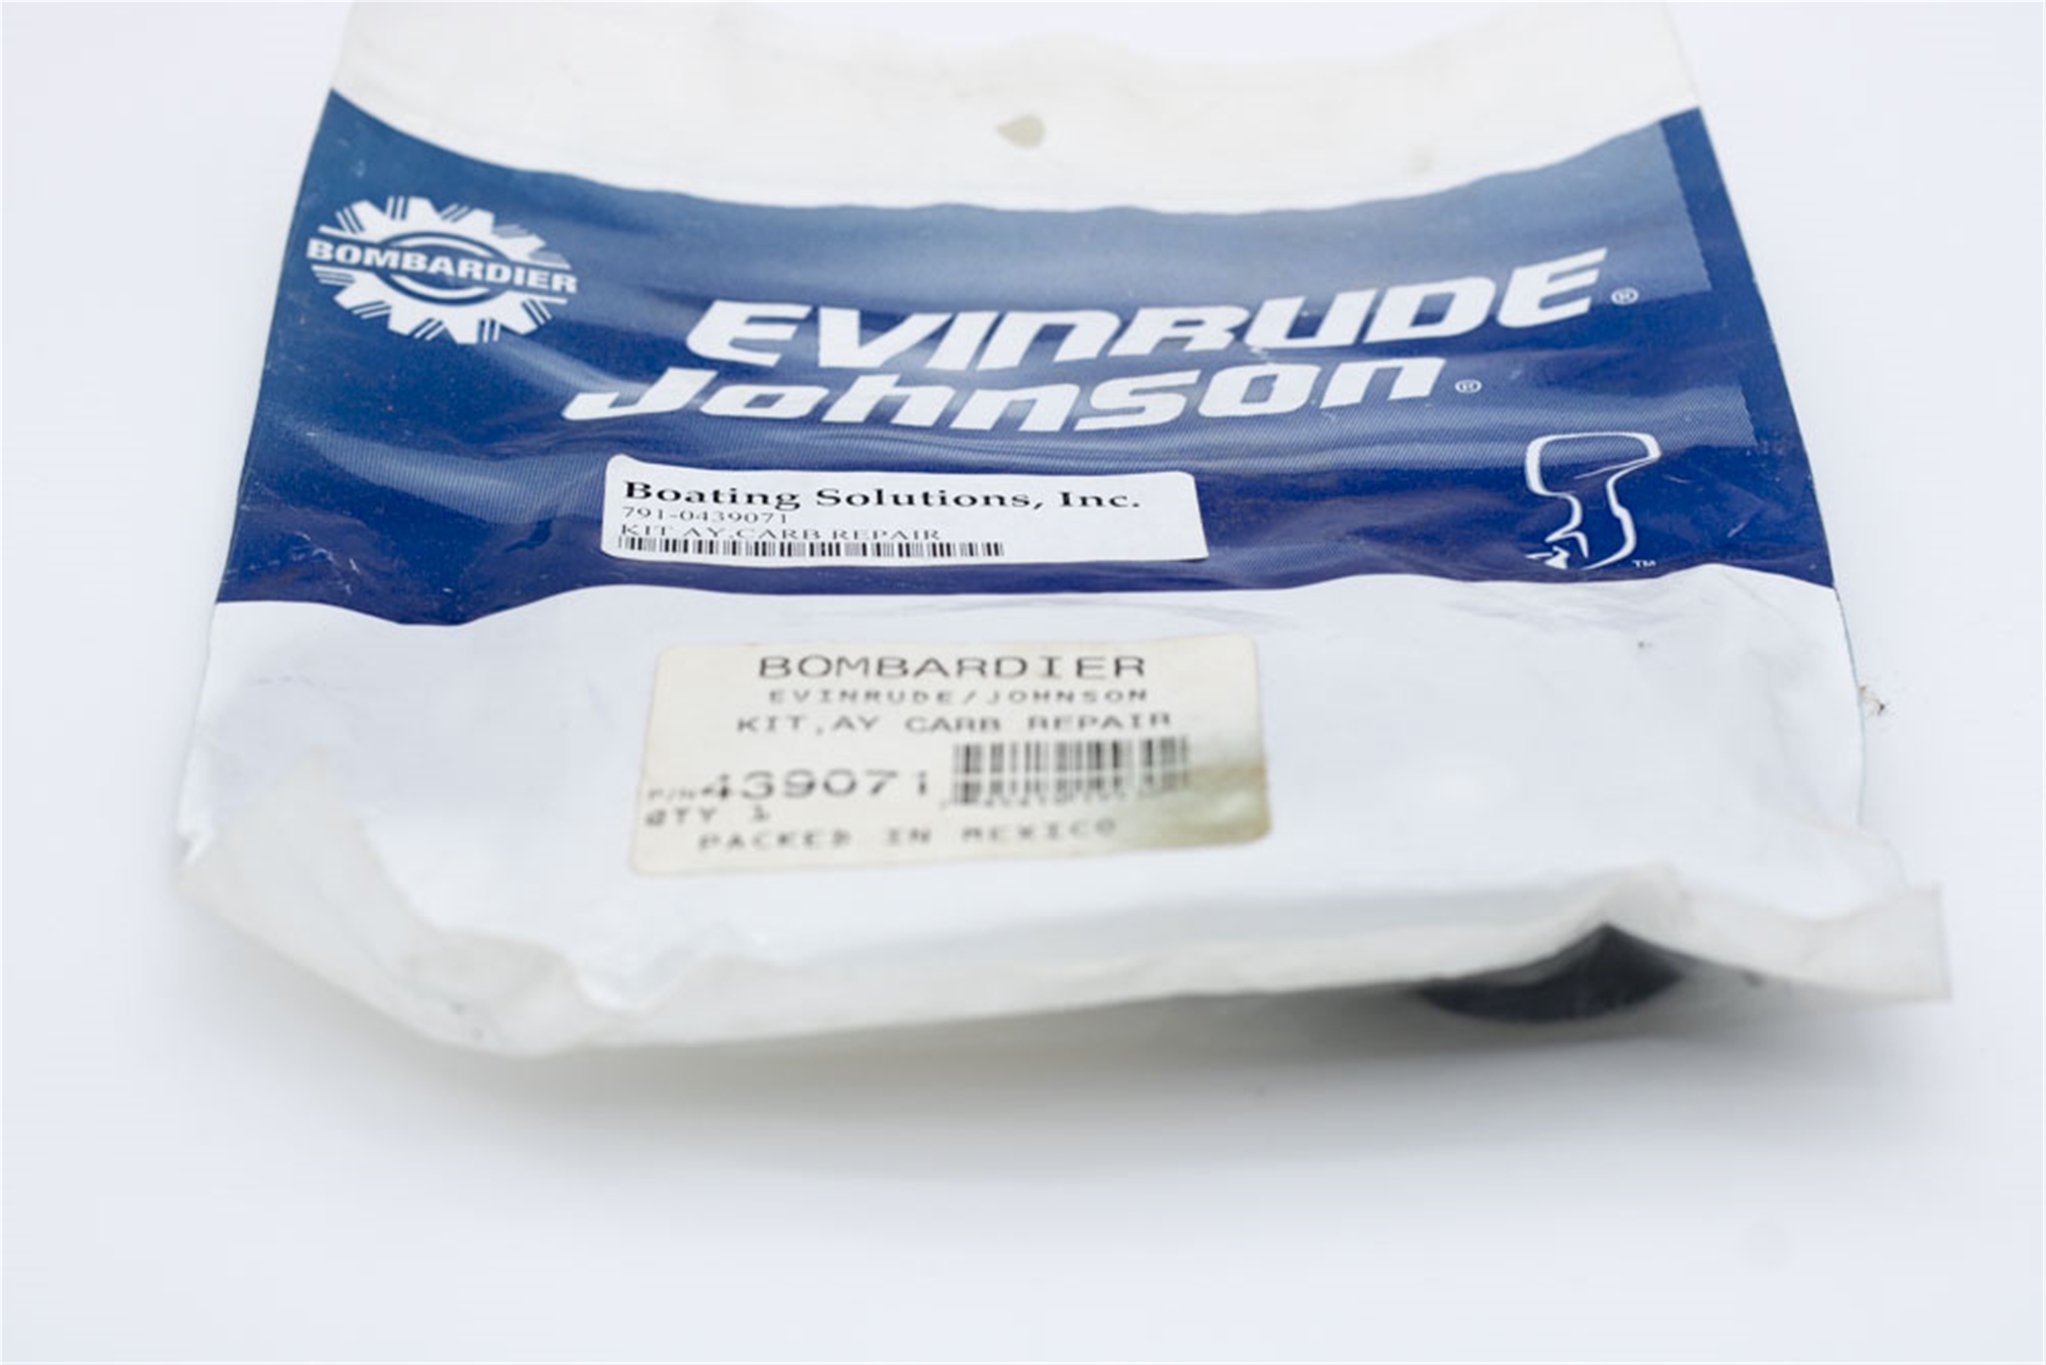 BOMBARDIER
EVINRUDE®
Johnson®
TM
Boating Solutions, Inc.
791-0439071
KIT AY,CARB REPAIR
BOMBARDIER
EVINRUDE/JOHNSON
KIT,AY CARB REPAIR
P/N 439071
QTY 1
PACKED IN MEXICO